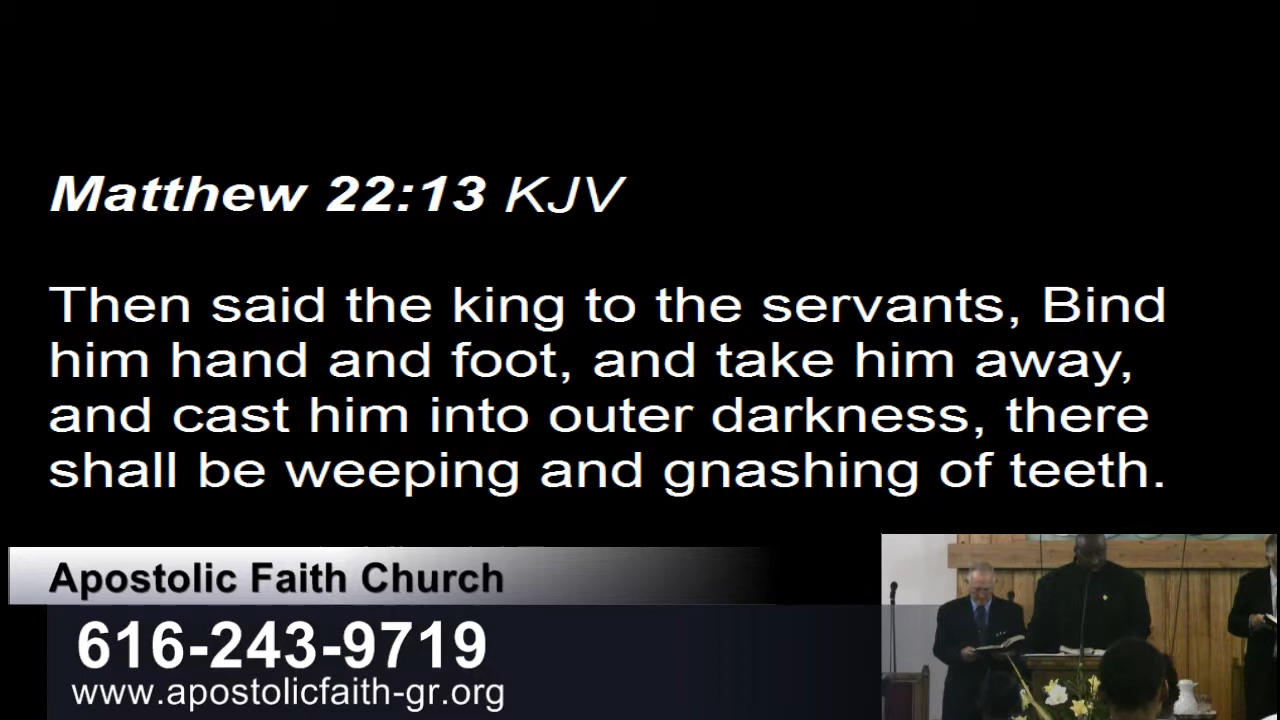 Matthew 22:13 KJV
Then said the king to the servants, Bind
him hand and foot, and take him away,
and cast him into outer darkness, there
shall be weeping and gnashing of teeth.
Apostolic Faith Church
616-243-9719
www.apostolicfaith-gr.org